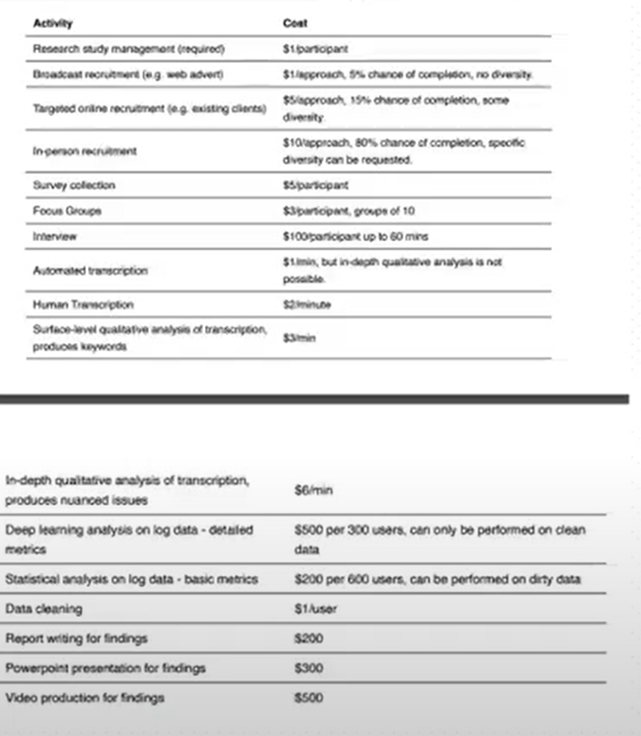 Activity Cost
Research study management (required) $1/participant
Broadcast recruitment (e.g. web advert) $1/approach, 5% chance of completion, no diversity.
Targeted online recruitment (e.g. existing clients) $5/approach, 15% chance of completion, some
diversity.
In-person recruitment $10/approach, 80% chance of completion, specific
diversity can be requested.
Survey collection $5/participant
Focus Groups $3/participant, groups of 10
Interview $100/participant up to 60 mins
Automated transcription $1/min, but in-depth qualitative analysis is not
possible.
Human Transcription $2/minute
Surface-level qualitative analysis of transcription,
produces keywords $3/min
In-depth qualitative analysis of transcription,
produces nuanced issues $6/min
Deep learning analysis on log data - detailed $500 per 300 users, can only be performed on clean
metrics data
Statistical analysis on log data - basic metrics $200 per 600 users, can be performed on dirty data
Data cleaning $1/user
Report writing for findings $200
Powerpoint presentation for findings $300
Video production for findings $500